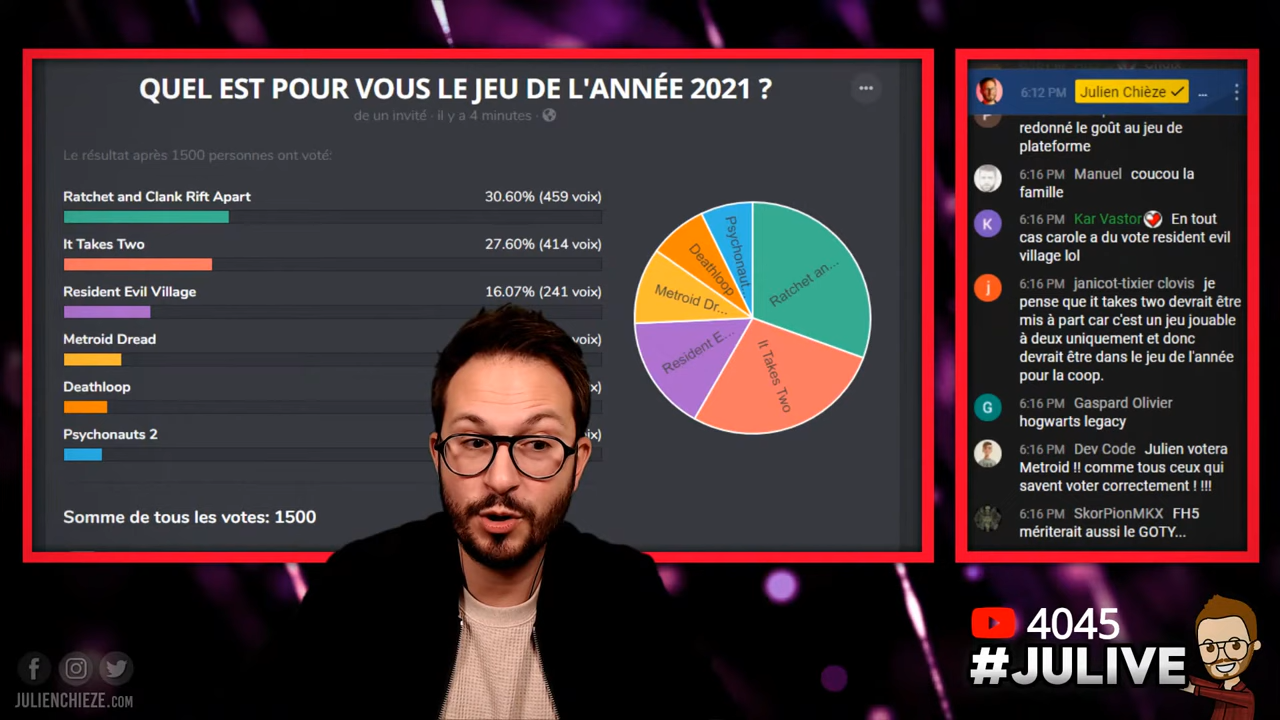 QUEL EST POUR VOUS LE JEU DE L'ANNÉE 2021 ?
de un invité · il y a 4 minutes ·
Le résultat après 1500 personnes ont voté:
Ratchet and Clank Rift Apart 30.60% (459 voix)
It Takes Two 27.60% (414 voix)
Resident Evil Village 16.07% (241 voix)
Metroid Dread voix)
Deathloop
Psychonauts 2
Somme de tous les votes: 1500
Ratchet an...
It Takes Two
Resident E...
Metroid Dr...
Deathloop
Psychonaut...
6:12 PM Julien Chièze ...
redonné le goût au jeu de
plateforme
6:16 PM Manuel coucou la
famille
K
6:16 PM Kar Vastor En tout
cas carole a du vote resident evil
village lol
j
6:16 PM janicot-tixier clovis je
pense que it takes two devrait être
mis à part car c'est un jeu jouable
à deux uniquement et donc
devrait être dans le jeu de l'année
pour la coop.
G
6:16 PM Gaspard Olivier
hogwarts legacy
6:16 PM Dev Code Julien votera
Metroid !! comme tous ceux qui
savent voter correctement ! !!!
6:16 PM SkorPionMKX FH5
mériterait aussi le GOTY...
4045
#JULIVE
JULIENCHIEZE.COM